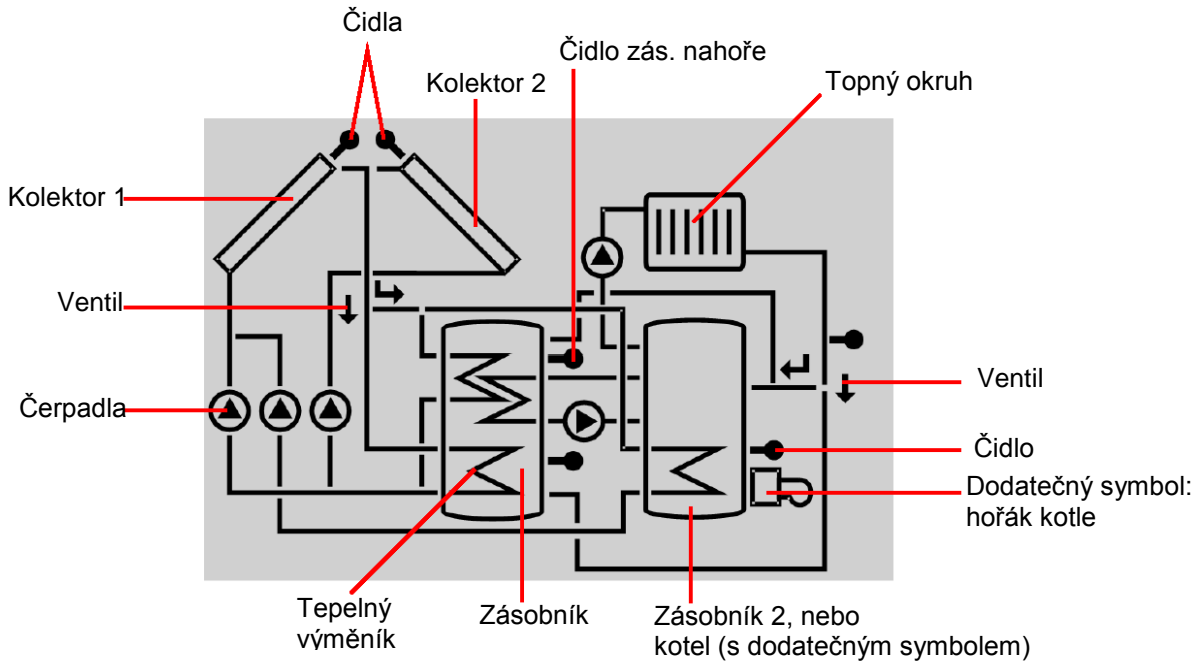 Čidla
Čidlo zás. nahoře
Kolektor 2
Topný okruh
Kolektor 1
Ventil
Ventil
Čerpadla
Čidlo
Dodatečný symbol:
hořák kotle
Tepelný
výměník
Zásobník
Zásobník 2, nebo
kotel (s dodatečným symbolem)